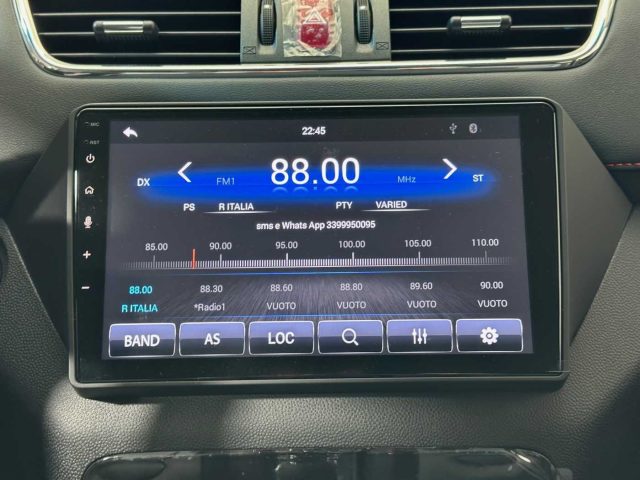 MIC
22:45
RST
88.00
DX
FM1
MHz
ST
PS R ITALIA PTY VARIED
sms e Whats App 3399950095
85.00 90.00 95.00 100.00 105.00 110.00
88.00 88.30 88.60 88.80 89.60 90.00
R ITALIA *Radio1 VUOTO VUOTO VUOTO VUOTO
BAND AS LOC